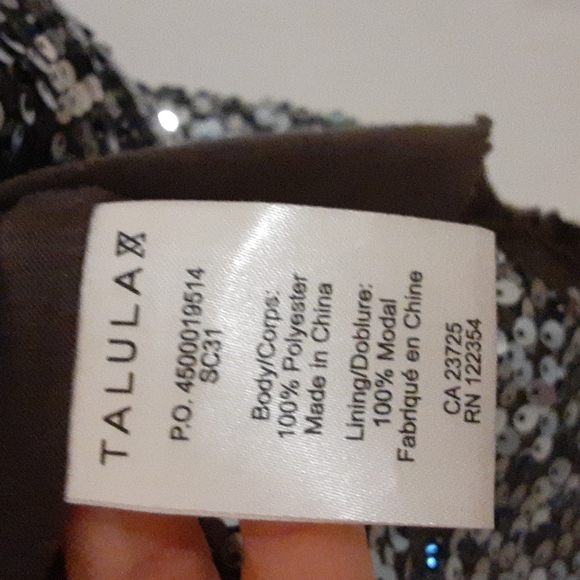 TALULA
P.O. 4500019514
SC31
Body/Corps:
100% Polyester
Made in China
Lining/Doblure:
100% Modal
Fabriqué en Chine
CA 23725
RN 122354